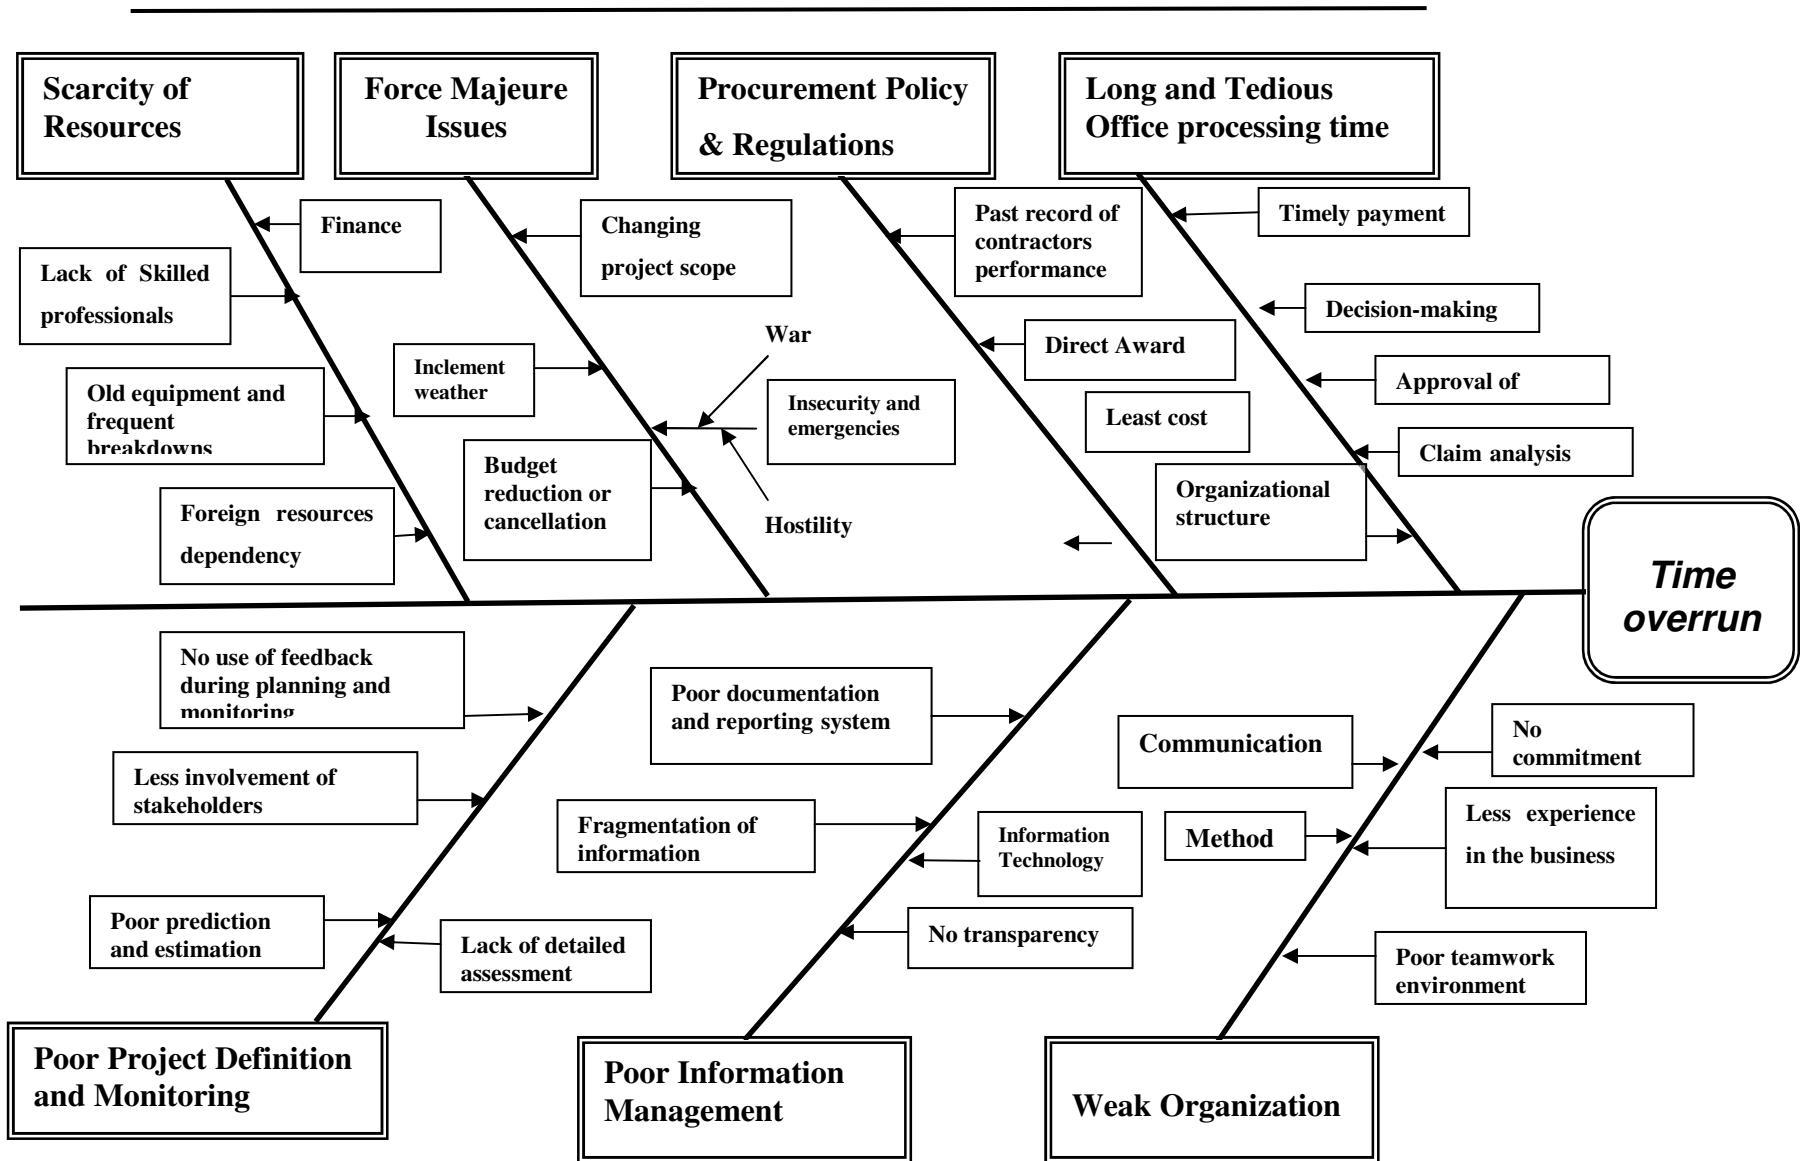 Scarcity of
Resources
Force Majeure
Issues
Procurement Policy
& Regulations
Long and Tedious
Office processing time
Finance
Lack of Skilled
professionals
Old equipment and
frequent
breakdowns
Foreign resources
dependency
Changing
project scope
Inclement
weather
War
Insecurity and
emergencies
Budget
reduction or
cancellation
Hostility
Past record of
contractors
performance
Direct Award
Least cost
Timely payment
Decision-making
Approval of
Claim analysis
Organizational
structure
Time
overrun
No use of feedback
during planning and
monitoring
Less involvement of
stakeholders
Poor prediction
and estimation
Lack of detailed
assessment
Poor documentation
and reporting system
Fragmentation of
information
Information
Technology
No transparency
Communication
Method
No
commitment
Less experience
in the business
Poor teamwork
environment
Poor Project Definition
and Monitoring
Poor Information
Management
Weak Organization